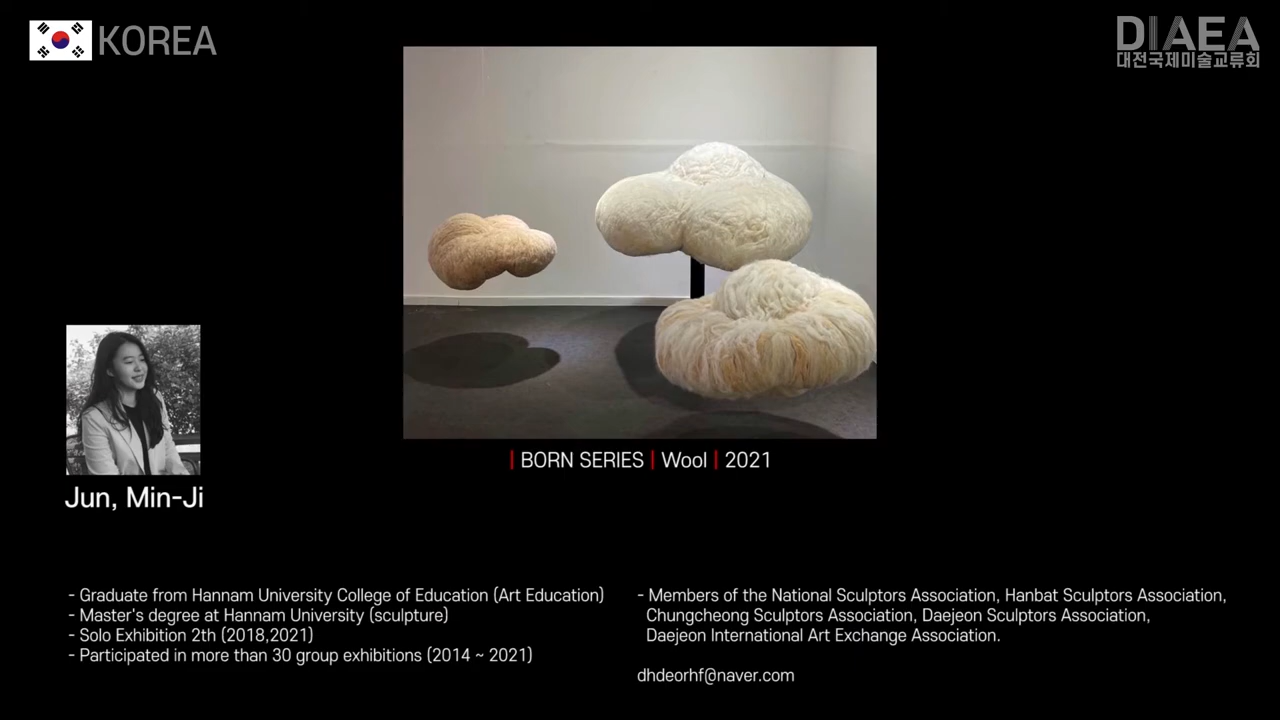 KOREA
DIAEA
대전국제미술교류회
| BORN SERIES | Wool | 2021
Jun, Min-Ji
- Graduate from Hannam University College of Education (Art Education)
- Master's degree at Hannam University (sculpture)
- Solo Exhibition 2th (2018,2021)
- Participated in more than 30 group exhibitions (2014 ~ 2021)
- Members of the National Sculptors Association, Hanbat Sculptors Association,
Chungcheong Sculptors Association, Daejeon Sculptors Association,
Daejeon International Art Exchange Association.
dhdeorhf@naver.com